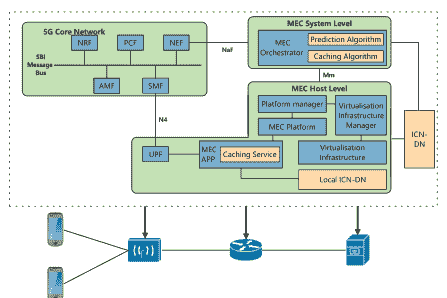 5G Core Network
NRF
PCF
NEF
SBI
Message
Bus
AMF
SMF
Naf
N4
MEC System Level
MEC
Orchestrator
Prediction Algorithm
Caching Algorithm
Mm
MEC Host Level
Platform manager
Virtualisation
Infrastructure
Manager
MEC Platform
Virtualisation
Infrastructure
UPF
MEC
APP
Caching Service
Local ICN-DN
ICN-
DN